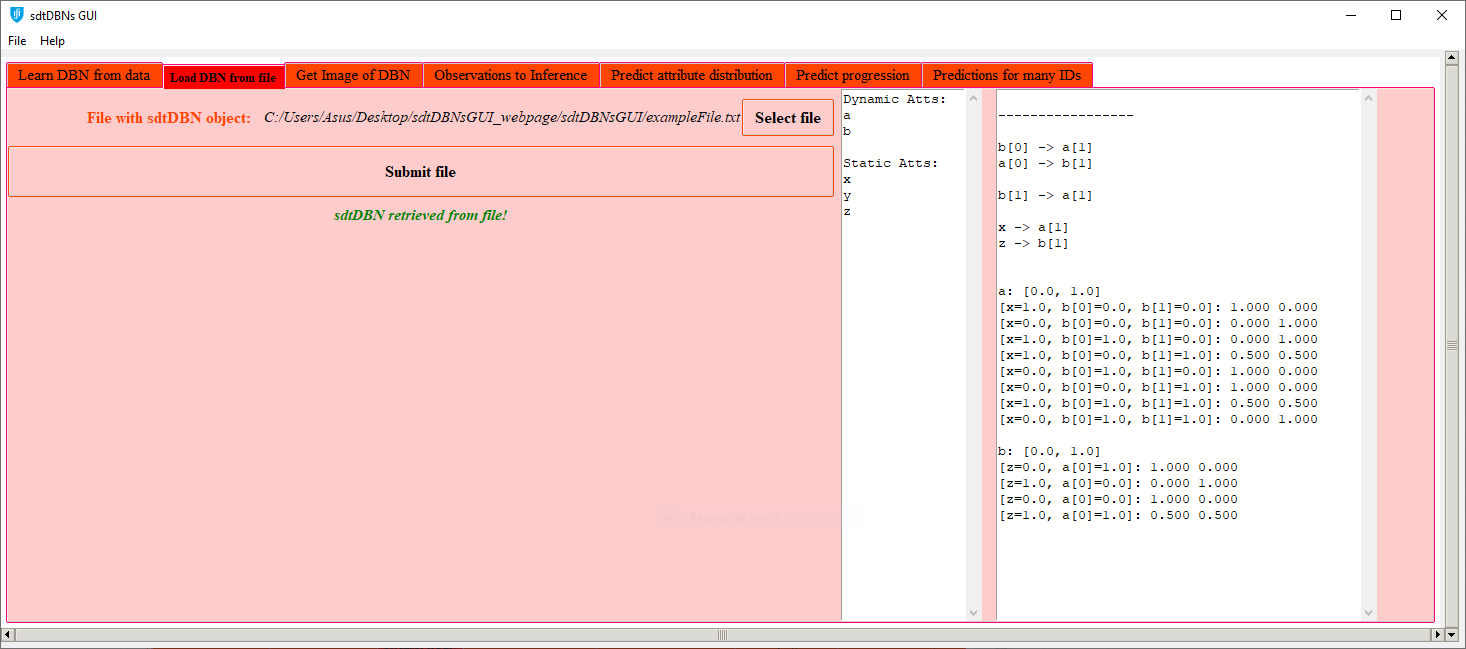 sdtDBNs GUI
File Help
Learn DBN from data Load DBN from file Get Image of DBN Observations to Inference Predict attribute distribution Predict progression Predictions for many IDs
File with sdtDBN object: C:/Users/Asus/Desktop/sdtDBNsGUI_webpage/sdtDBNsGUI/exampleFile.txt Select file
Submit file
sdtDBN retrieved from file!
Dynamic Atts:
a
b
Static Atts:
x
y
z
-----------------
b[0] -> a[1]
a[0] -> b[1]
b[1] -> a[1]
x -> a[1]
z -> b[1]
a: [0.0, 1.0]
[x=1.0, b[0]=0.0, b[1]=0.0]: 1.000 0.000
[x=0.0, b[0]=0.0, b[1]=0.0]: 0.000 1.000
[x=1.0, b[0]=1.0, b[1]=0.0]: 0.000 1.000
[x=1.0, b[0]=0.0, b[1]=1.0]: 0.500 0.500
[x=0.0, b[0]=1.0, b[1]=0.0]: 1.000 0.000
[x=0.0, b[0]=0.0, b[1]=1.0]: 1.000 0.000
[x=1.0, b[0]=1.0, b[1]=1.0]: 0.500 0.500
[x=0.0, b[0]=1.0, b[1]=1.0]: 0.000 1.000
b: [0.0, 1.0]
[z=0.0, a[0]=1.0]: 1.000 0.000
[z=1.0, a[0]=0.0]: 0.000 1.000
[z=0.0, a[0]=0.0]: 1.000 0.000
[z=1.0, a[0]=1.0]: 0.500 0.500